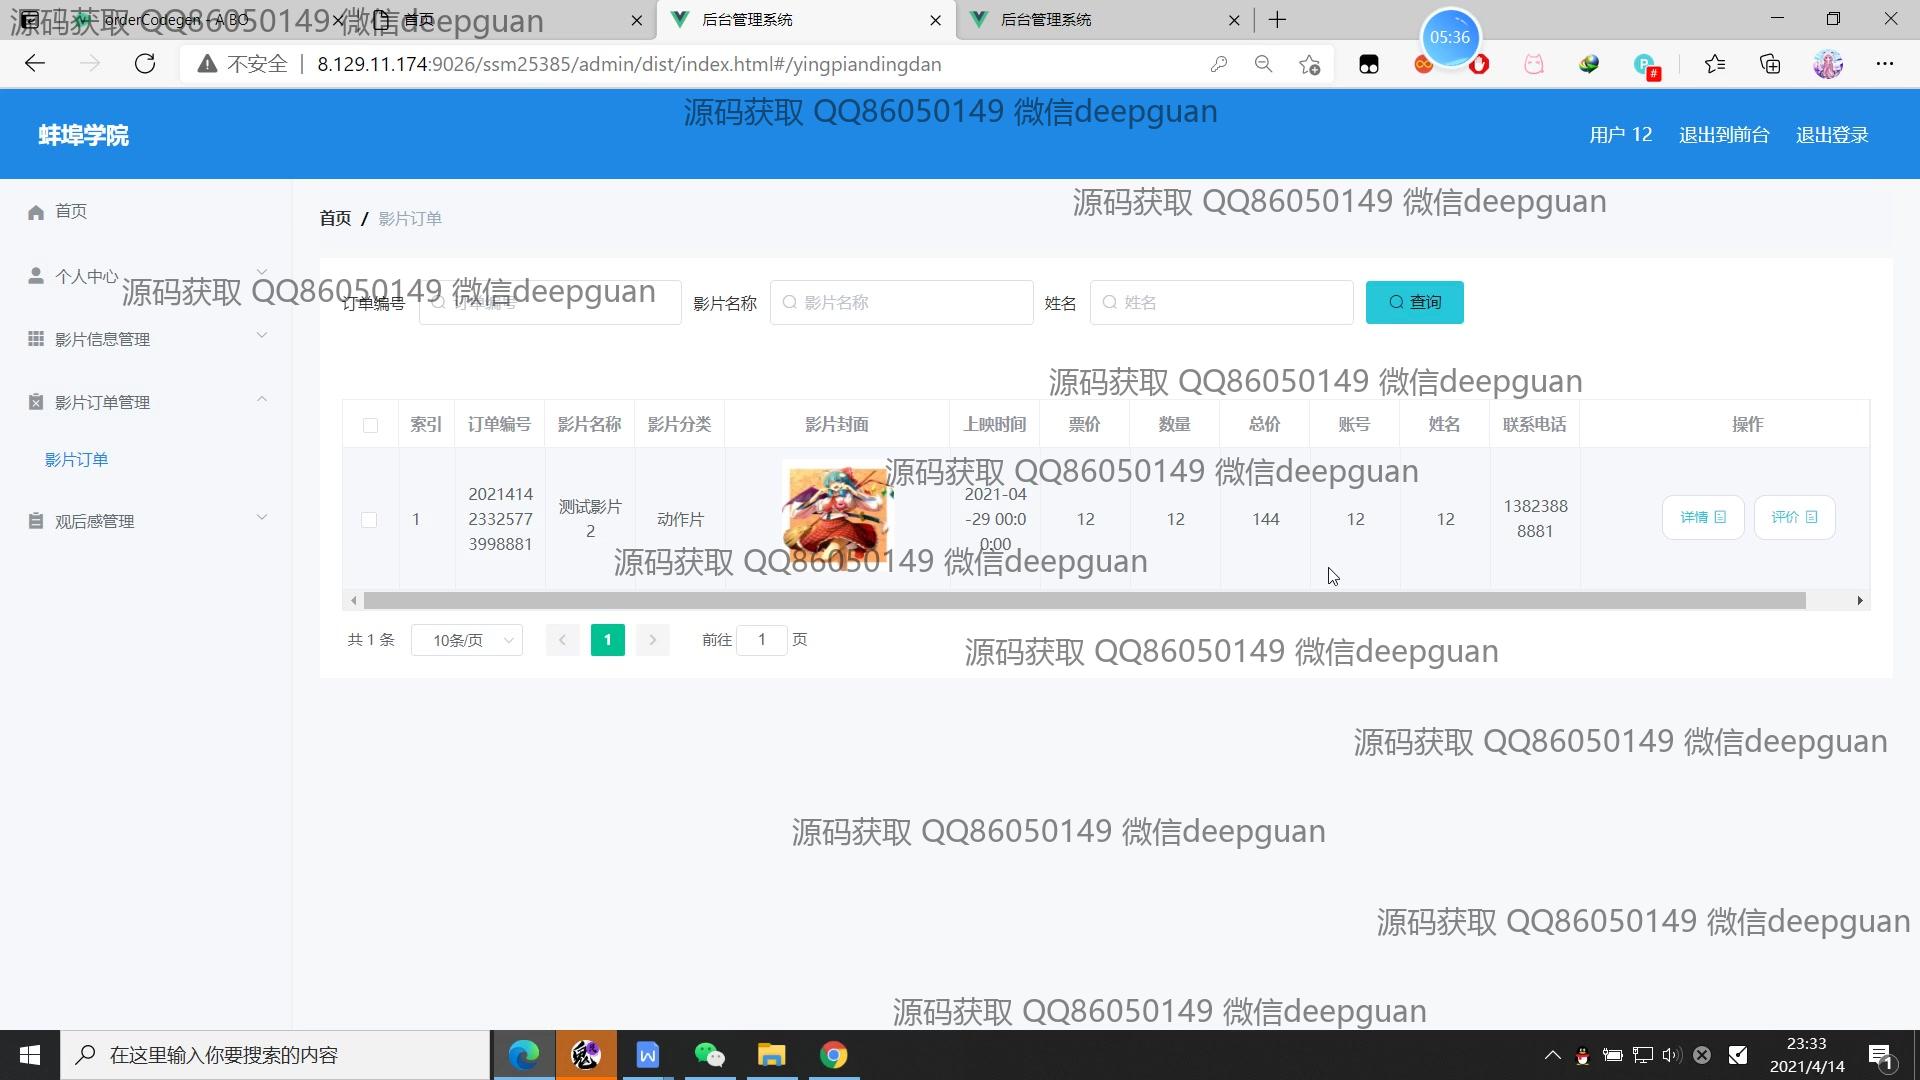 orderCodegen - AIBO
首页
后台管理系统
后台管理系统
源码获取 QQ86050149 微信deepguan
05:36
不安全
8.129.11.174:9026/ssm25385/admin/dist/index.html#/yingpiandingdan
源码获取 QQ86050149 微信deepguan
蚌埠学院
用户 12
退出到前台
退出登录
源码获取 QQ86050149 微信deepguan
首页
首页 / 影片订单
个人中心
源码获取 QQ86050149 微信deepguan
订单编号
订单编号
影片名称
影片名称
姓名
姓名
查询
影片信息管理
源码获取 QQ86050149 微信deepguan
影片订单管理
影片订单
观后感管理
索引 订单编号 影片名称 影片分类 影片封面 上映时间 票价 数量 总价 账号 姓名 联系电话 操作
源码获取 QQ86050149 微信deepguan
1
2021414
2332577
3998881
测试影片
2
动作片
2021-04
-29 00:0
0:00
12
12
144
12
12
1382388
8881
详情
评价
源码获取 QQ86050149 微信deepguan
共 1 条
10条/页
1
前往 1 页
源码获取 QQ86050149 微信deepguan
源码获取 QQ86050149 微信deepguan
源码获取 QQ86050149 微信deepguan
源码获取 QQ86050149 微信deepguan
源码获取 QQ86050149 微信deepguan
在这里输入你要搜索的内容
23:33
2021/4/14
1